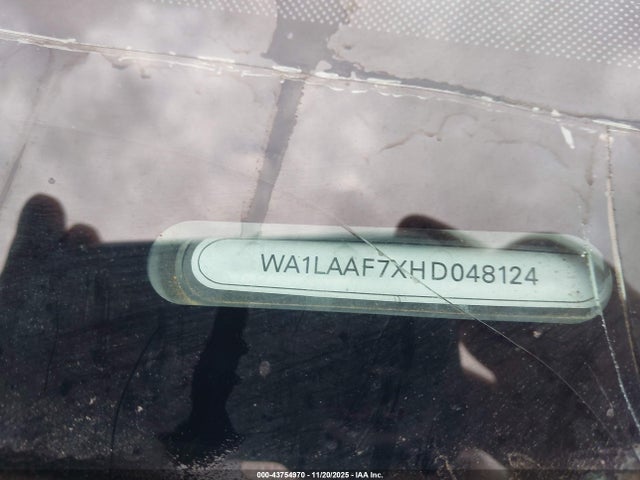 WA1LAAF7XHD048124
000-43754970 - 11/20/2025 - IAA Inc.